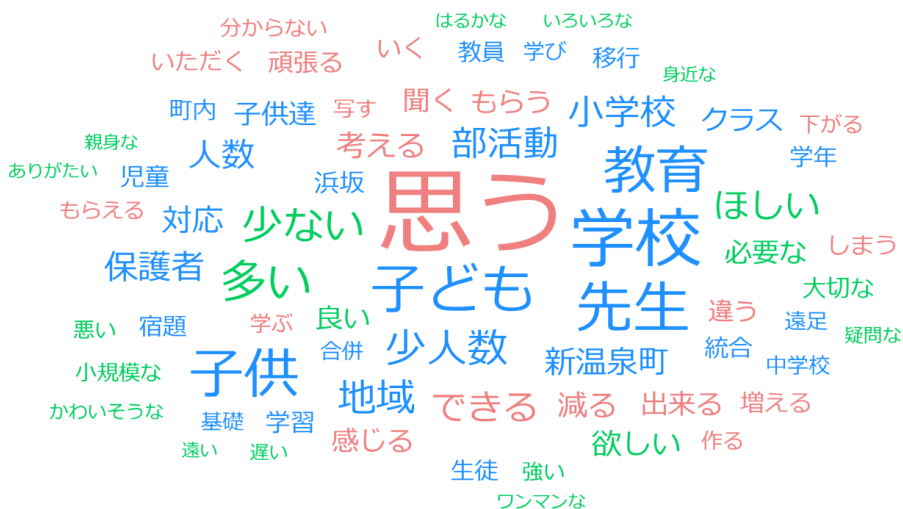 はるかな いろいろな
分からない いく 教員 学び 移行
いただく 頑張る 身近な
町内 子供達 写す 聞く もらう 小学校 クラス 下がる
親身な 人数 考える 部活動 学年
ありがたい 児童 浜坂 思う 教育
もらえる 対応 少ない 学校 ほしい
保護者 多い 子ども 先生 必要な しまう
大切な
悪い 宿題 学ぶ 良い 少人数 違う 遠足 疑問な
小規模な 子供 合併 新温泉町 統合 中学校
かわいそうな 地域 できる 減る 出来る 増える
基礎 学習 感じる 欲しい 作る
遠い 遅い 生徒 強い
ワンマンな